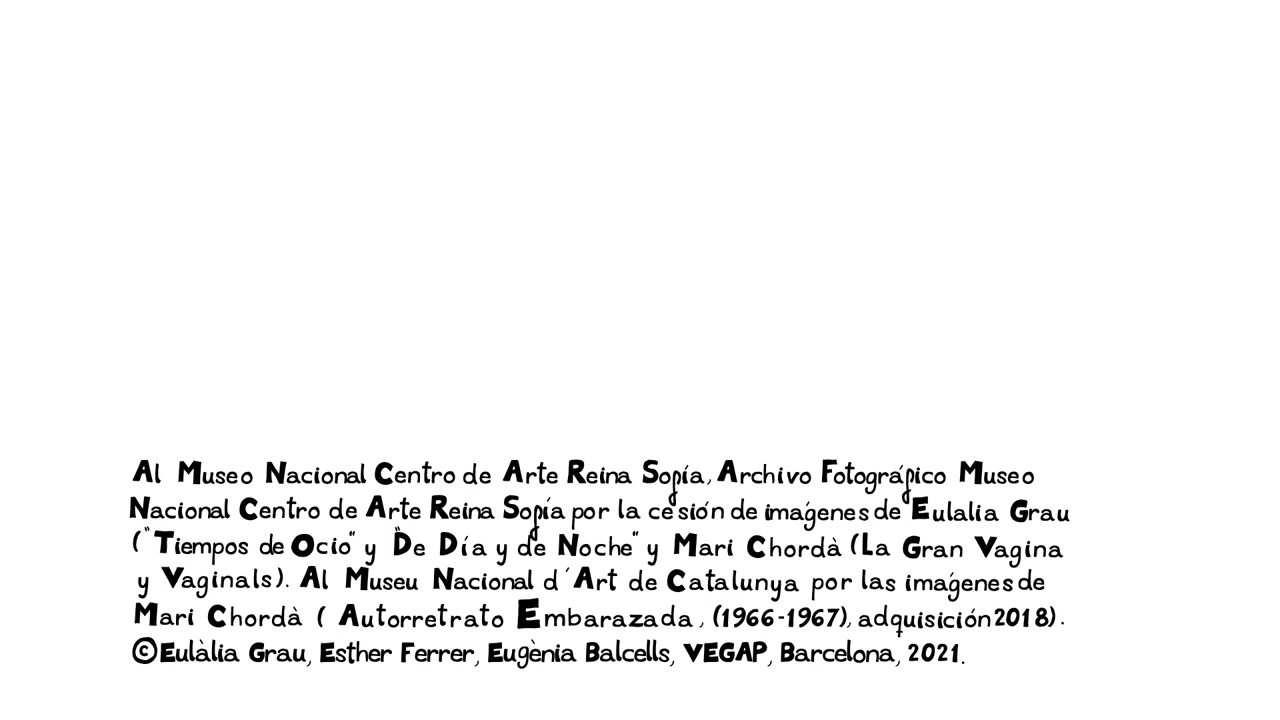 Al Museo Nacional Centro de Arte Reina Sofía, Archivo Fotográfico Museo
Nacional Centro de Arte Reina Sofía por la cesión de imágenes de Eulalia Grau
("Tiempos de Ocio" y "De Día y de Noche" y Mari Chordà (La Gran Vagina
y Vaginals). Al Museu Nacional d´Art de Catalunya por las imagenes de
Mari Chordà ( Autorretrato Embarazada, (1966-1967), adquisición 2018).
©Eulàlia Grau, Esther Ferrer, Eugènia Balcells, VEGAP, Barcelona, 2021.